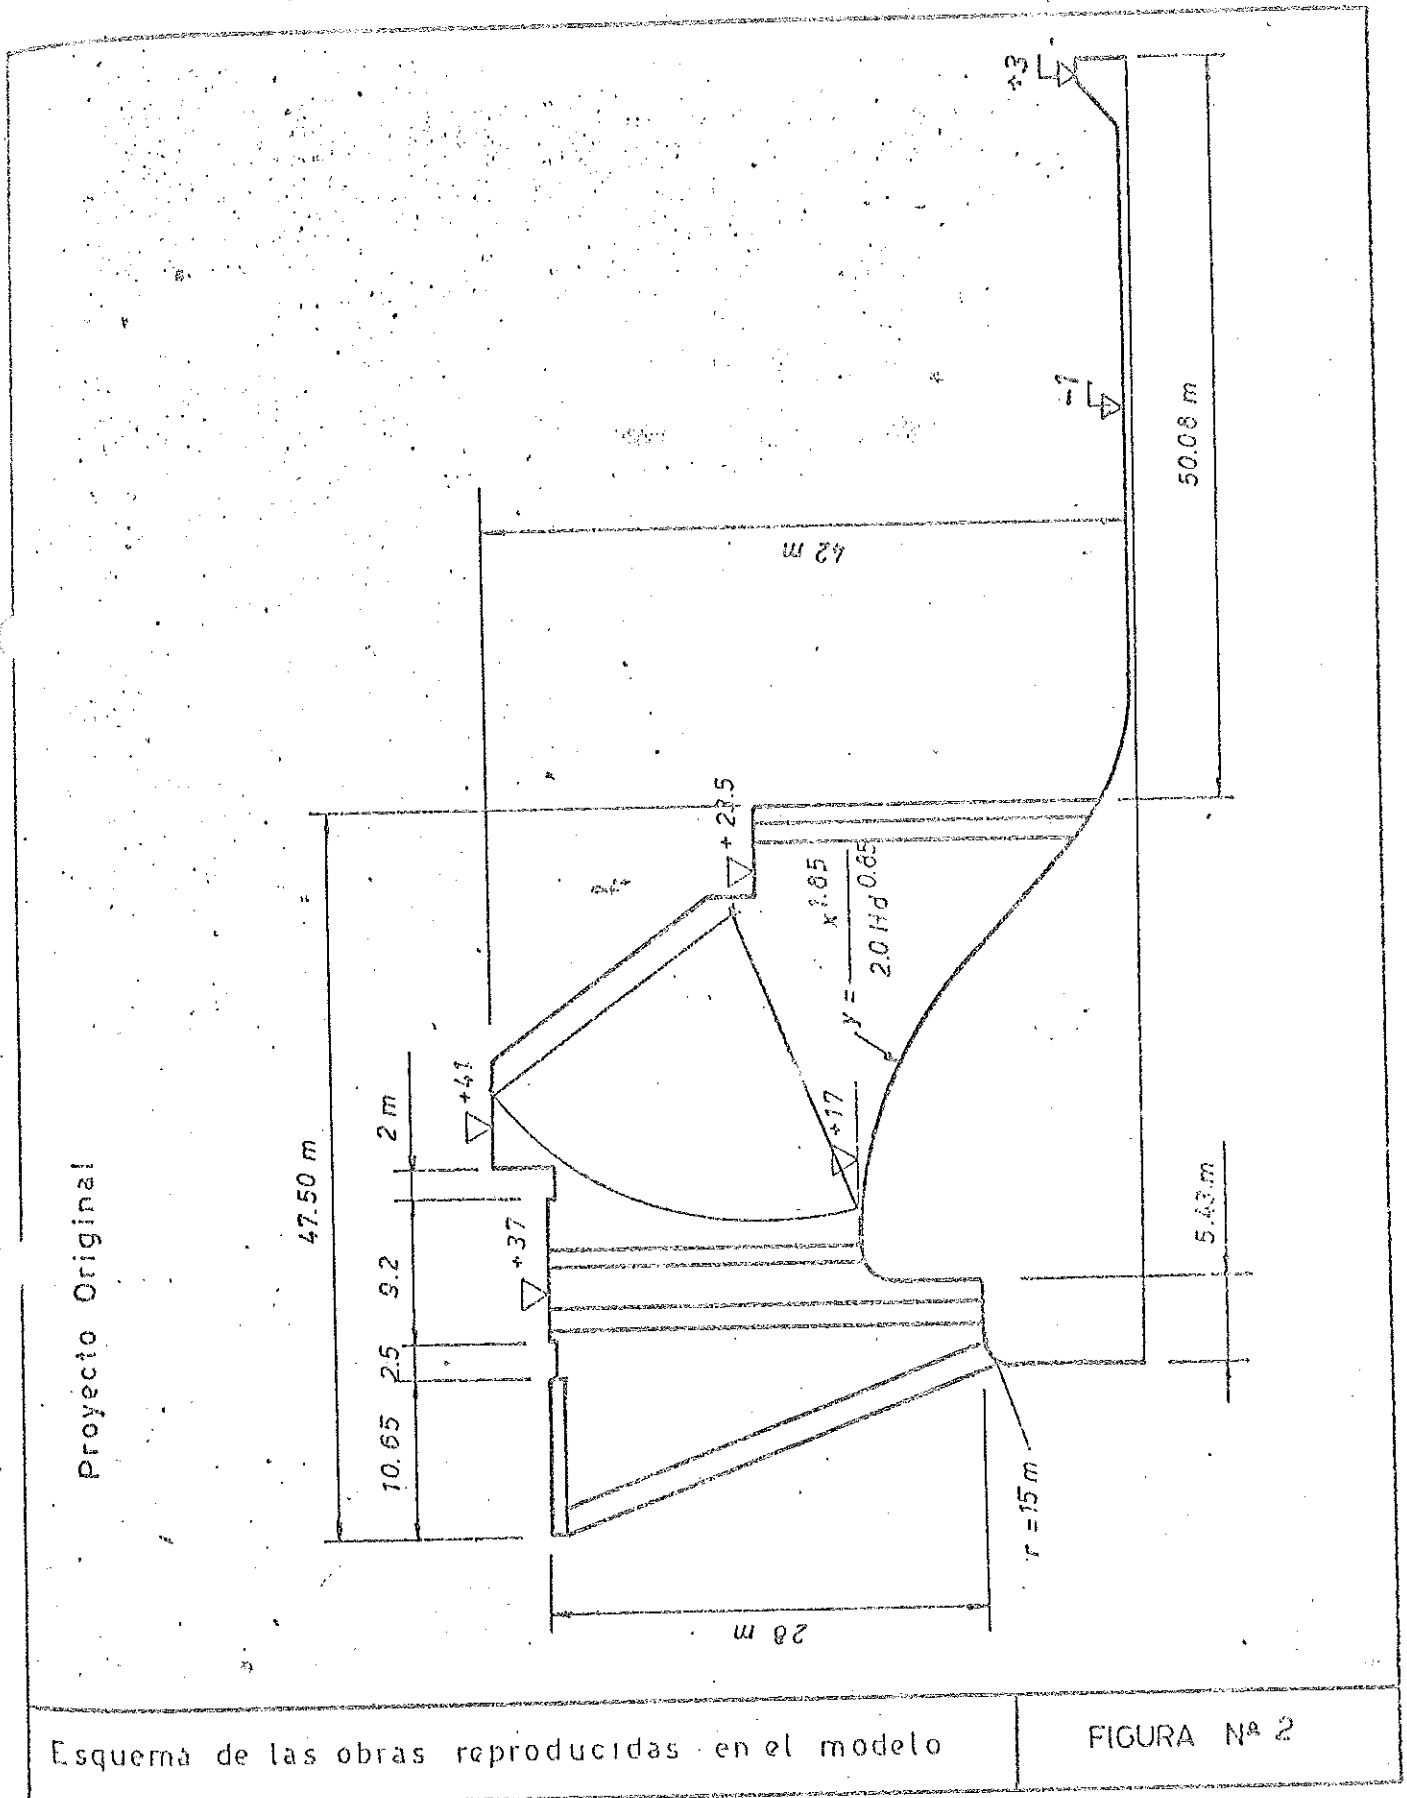 Proyecto Original
47.50 m
10.65
2.5
9.2
2 m
+37
+41
+23.5
+17
y = x^1.85 / 2.0 Hd^0.85
42 m
-1
+3
50.08 m
5.43 m
r = 15 m
28 m
Esquema de las obras reproducidas en el modelo
FIGURA Nª 2